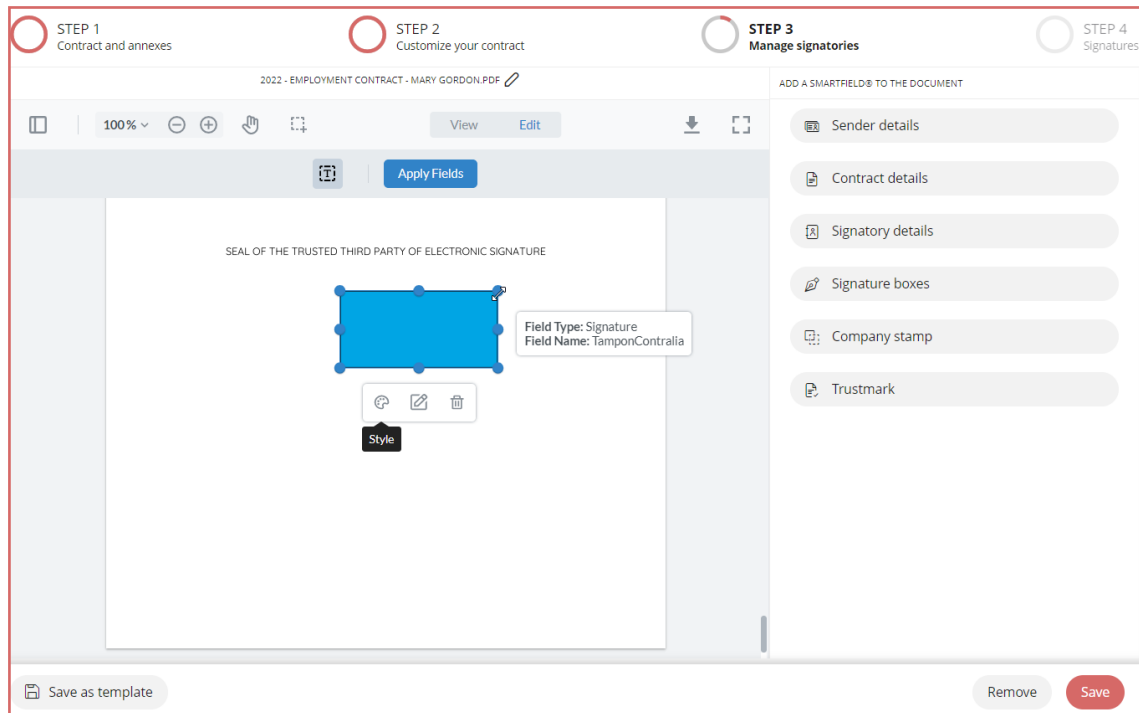 STEP 1
Contract and annexes
STEP 2
Customize your contract
STEP 3
Manage signatories
STEP 4
Signatures
2022 - EMPLOYMENT CONTRACT - MARY GORDON.PDF
ADD A SMARTFIELD® TO THE DOCUMENT
100%
View
Edit
Apply Fields
Sender details
Contract details
Signatory details
Signature boxes
Company stamp
Trustmark
SEAL OF THE TRUSTED THIRD PARTY OF ELECTRONIC SIGNATURE
Field Type: Signature
Field Name: TamponContralia
Style
Save as template
Remove
Save